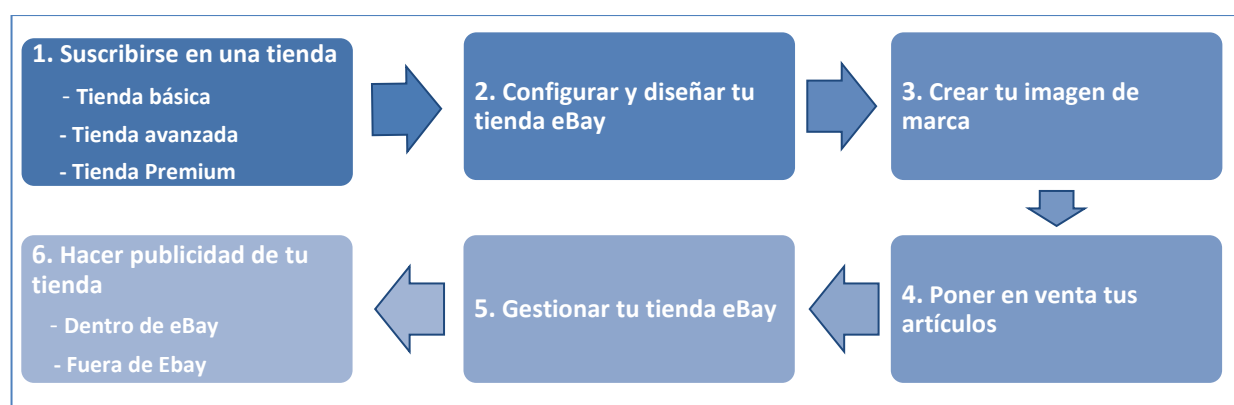 1. Suscribirse en una tienda
- Tienda básica
- Tienda avanzada
- Tienda Premium
2. Configurar y diseñar tu
tienda eBay
3. Crear tu imagen de
marca
4. Poner en venta tus
artículos
5. Gestionar tu tienda eBay
6. Hacer publicidad de tu
tienda
- Dentro de eBay
- Fuera de Ebay